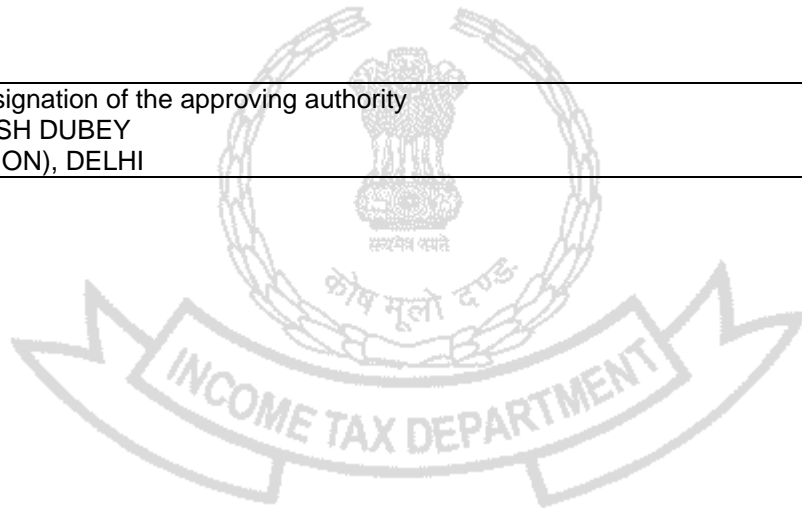 signation of the approving authority
SH DUBEY
ON), DELHI
सत्यमेव जयते
कोष मूलो दण्डः
INCOME TAX DEPARTMENT